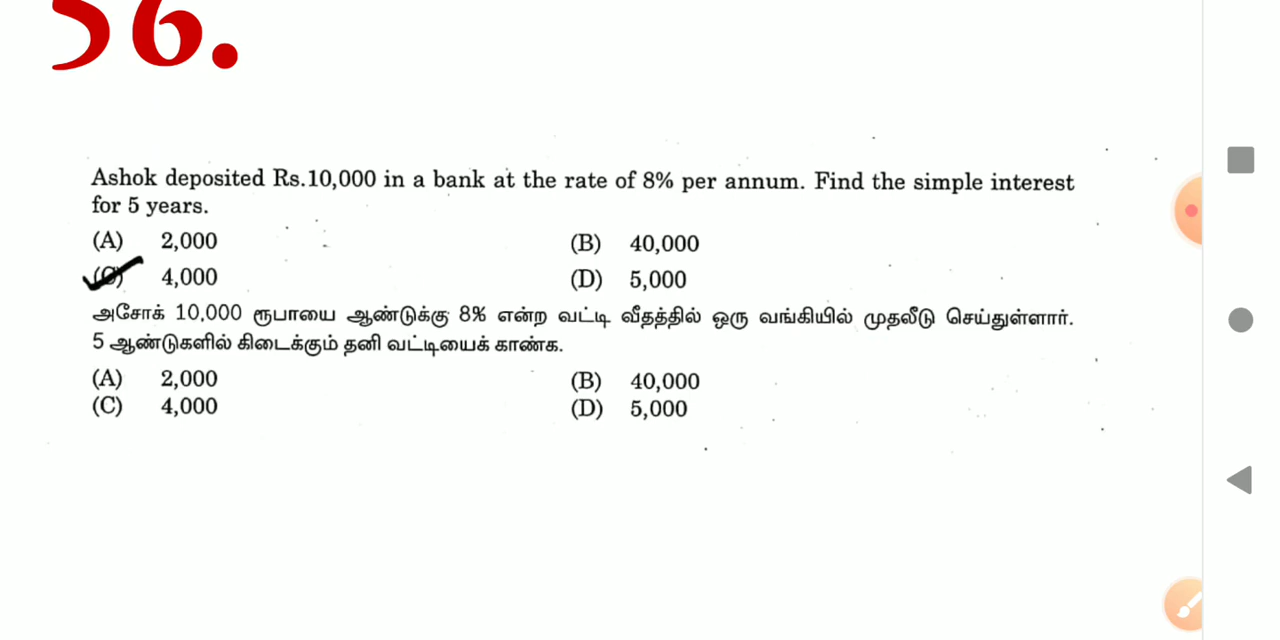 56.
Ashok deposited Rs.10,000 in a bank at the rate of 8% per annum. Find the simple interest
for 5 years.
(A) 2,000 (B) 40,000
(C) 4,000 (D) 5,000
அசோக் 10,000 ரூபாயை ஆண்டுக்கு 8% என்ற வட்டி வீதத்தில் ஒரு வங்கியில் முதலீடு செய்துள்ளார்.
5 ஆண்டுகளில் கிடைக்கும் தனி வட்டியைக் காண்க.
(A) 2,000 (B) 40,000
(C) 4,000 (D) 5,000